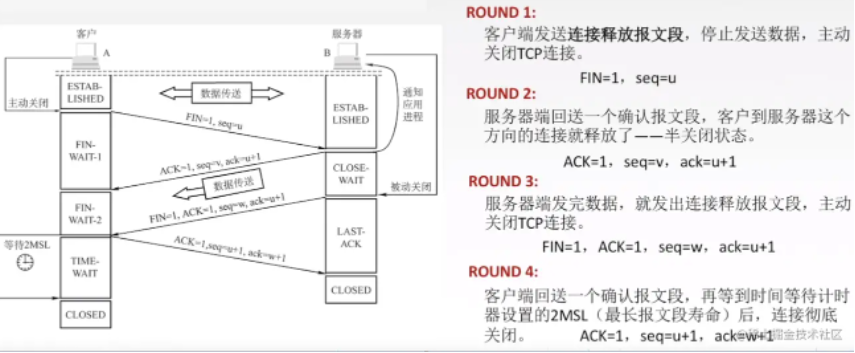 客户
服务器
A
B
ESTAB-
LISHED
主动关闭
数据传送
通知
应用
进程
ESTAB-
LISHED
FIN=1, seq=u
FIN-
WAIT-1
ACK=1, seq=v, ack=u+1
CLOSE-
WAIT
数据传送
被动关闭
FIN=1, ACK=1, seq=w, ack=u+1
FIN-
WAIT-2
LAST-
ACK
等待2MSL
ACK=1,seq=u+1, ack=w+1
TIME-
WAIT
CLOSED
CLOSED
ROUND 1:
客户端发送连接释放报文段，停止发送数据，主动
关闭TCP连接。
FIN=1，seq=u
ROUND 2:
服务器端回送一个确认报文段，客户到服务器这个
方向的连接就释放了——半关闭状态。
ACK=1，seq=v，ack=u+1
ROUND 3:
服务器端发完数据，就发出连接释放报文段，主动
关闭TCP连接。
FIN=1，ACK=1，seq=w，ack=u+1
ROUND 4:
客户端回送一个确认报文段，再等到时间等待计时
器设置的2MSL（最长报文段寿命）后，连接彻底
关闭。 ACK=1，seq=u+1，ack=w+1
@稀土掘金技术社区